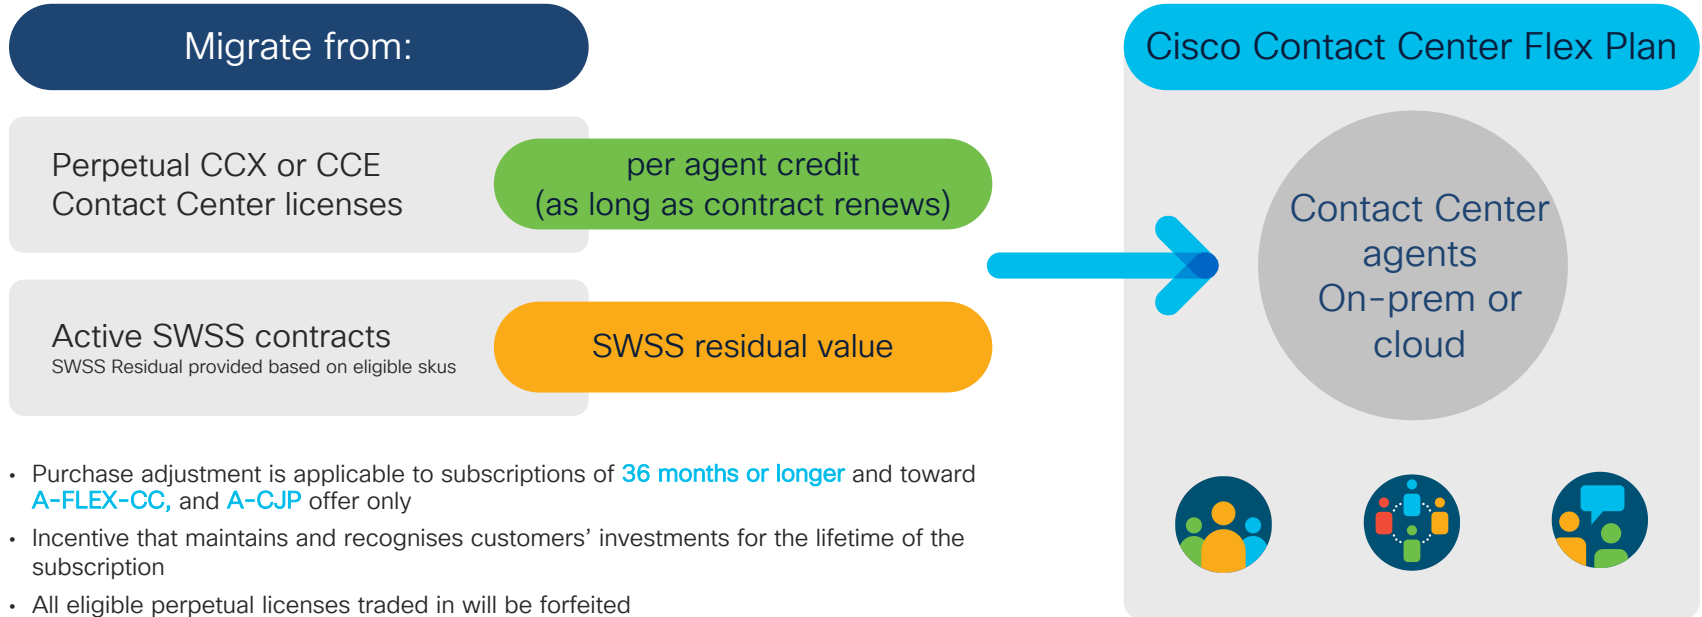 Migrate from:
Cisco Contact Center Flex Plan
Perpetual CCX or CCE
Contact Center licenses
per agent credit
(as long as contract renews)
Active SWSS contracts
SWSS Residual provided based on eligible skus
SWSS residual value
Contact Center
agents
On-prem or
cloud
• Purchase adjustment is applicable to subscriptions of 36 months or longer and toward
A-FLEX-CC, and A-CJP offer only
• Incentive that maintains and recognises customers’ investments for the lifetime of the
subscription
• All eligible perpetual licenses traded in will be forfeited